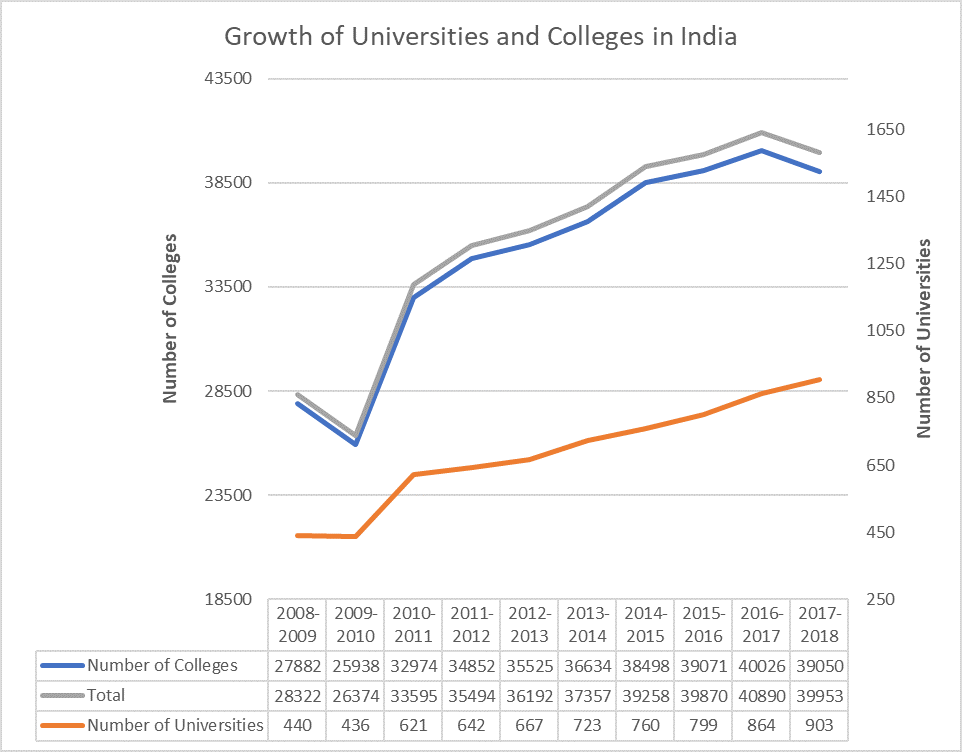 Growth of Universities and Colleges in India
43500
38500
33500
28500
23500
18500
Number of Colleges
1650
1450
1250
1050
850
650
450
250
Number of Universities
2008-2009 2009-2010 2010-2011 2011-2012 2012-2013 2013-2014 2014-2015 2015-2016 2016-2017 2017-2018
Number of Colleges 27882 25938 32974 34852 35525 36634 38498 39071 40026 39050
Total 28322 26374 33595 35494 36192 37357 39258 39870 40890 39953
Number of Universities 440 436 621 642 667 723 760 799 864 903